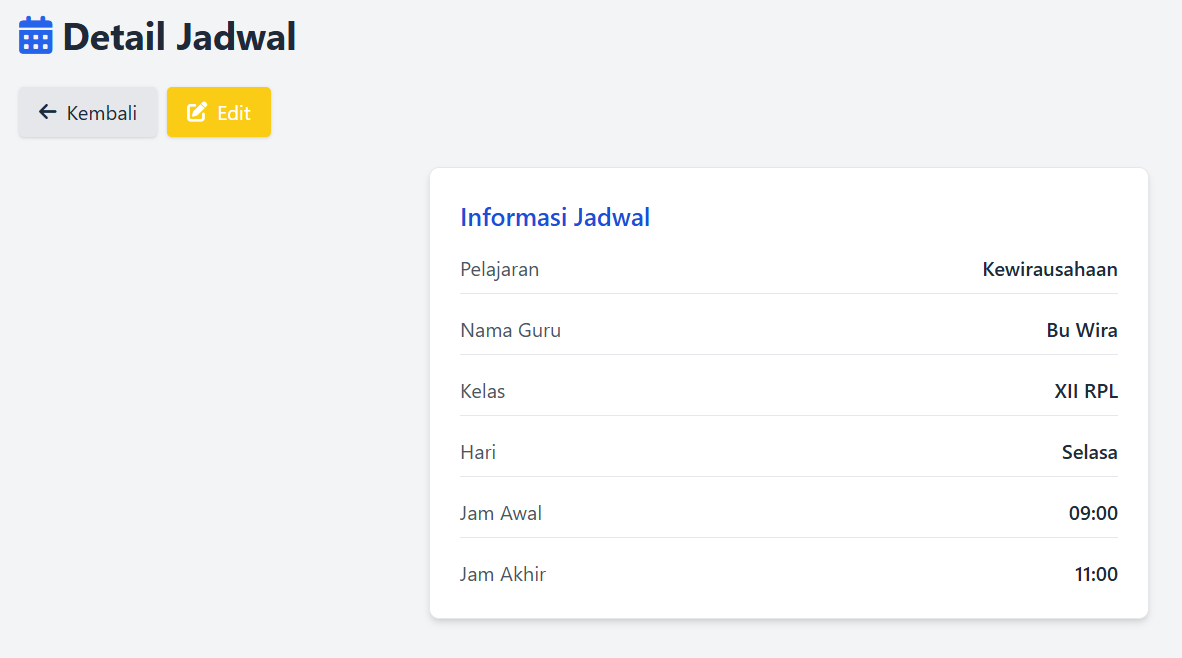 Detail Jadwal
Kembali
Edit
Informasi Jadwal
Pelajaran Kewirausahaan
Nama Guru Bu Wira
Kelas XII RPL
Hari Selasa
Jam Awal 09:00
Jam Akhir 11:00